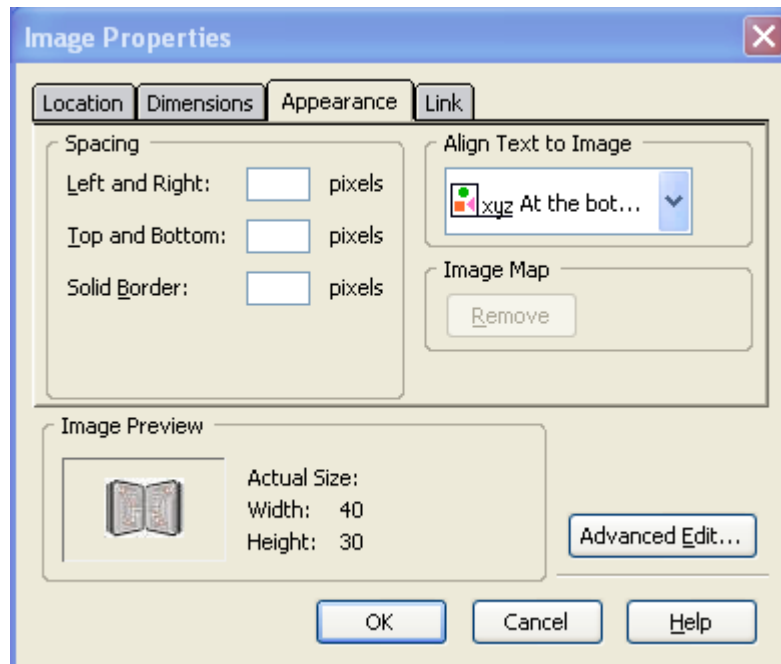 Image Properties
Location Dimensions Appearance Link
Spacing
Left and Right: pixels
Top and Bottom: pixels
Solid Border: pixels
Align Text to Image
xyz At the bot...
Image Map
Remove
Image Preview
Actual Size:
Width: 40
Height: 30
Advanced Edit...
OK Cancel Help